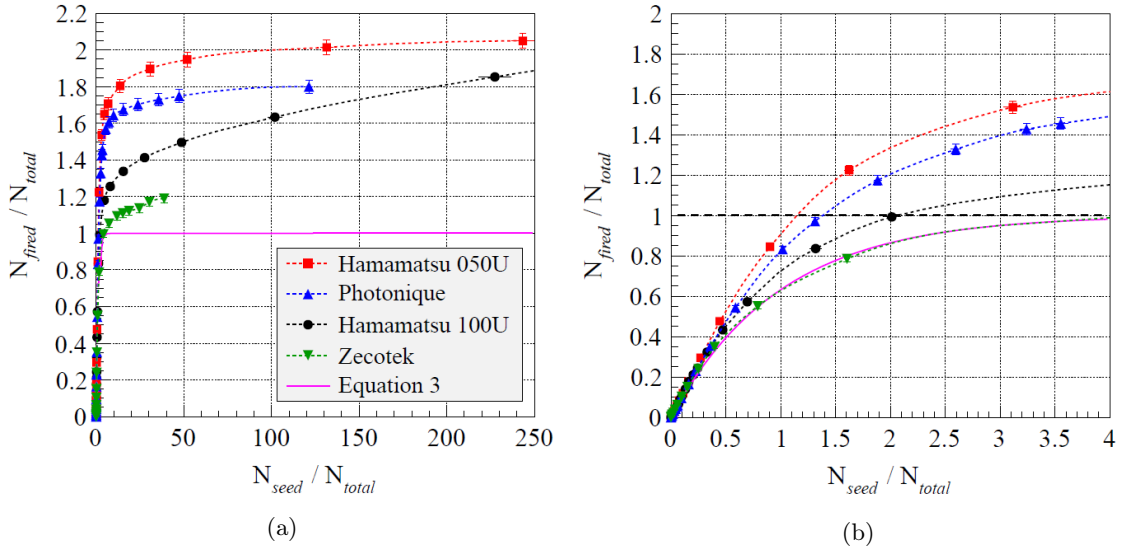 2.2
2
1.8
1.6
1.4
1.2
1
0.8
0.6
0.4
0.2
0
N_fired / N_total
0 50 100 150 200 250
N_seed / N_total
Hamamatsu 050U
Photonique
Hamamatsu 100U
Zecotek
Equation 3
(a)
2
1.8
1.6
1.4
1.2
1
0.8
0.6
0.4
0.2
0
N_fired / N_total
0 0.5 1 1.5 2 2.5 3 3.5 4
N_seed / N_total
(b)